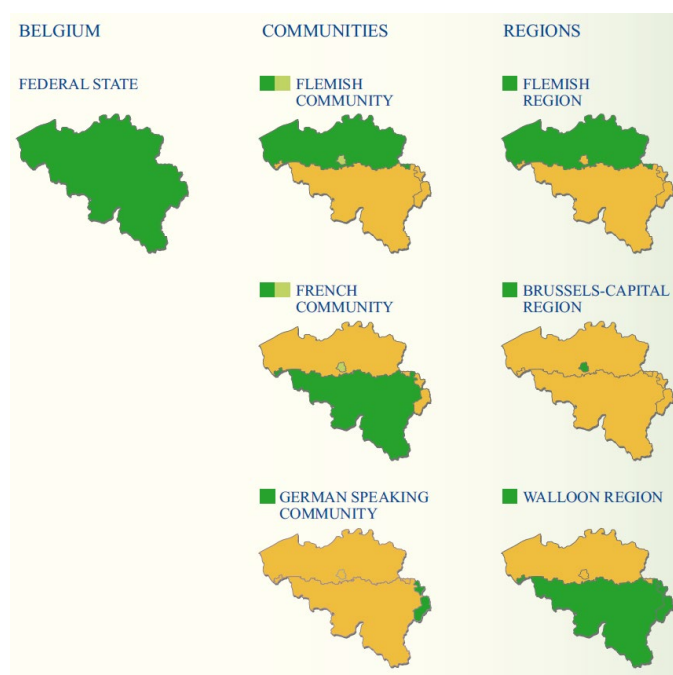 BELGIUM
FEDERAL STATE
COMMUNITIES
FLEMISH
COMMUNITY
FRENCH
COMMUNITY
GERMAN SPEAKING
COMMUNITY
REGIONS
FLEMISH
REGION
BRUSSELS-CAPITAL
REGION
WALLOON REGION